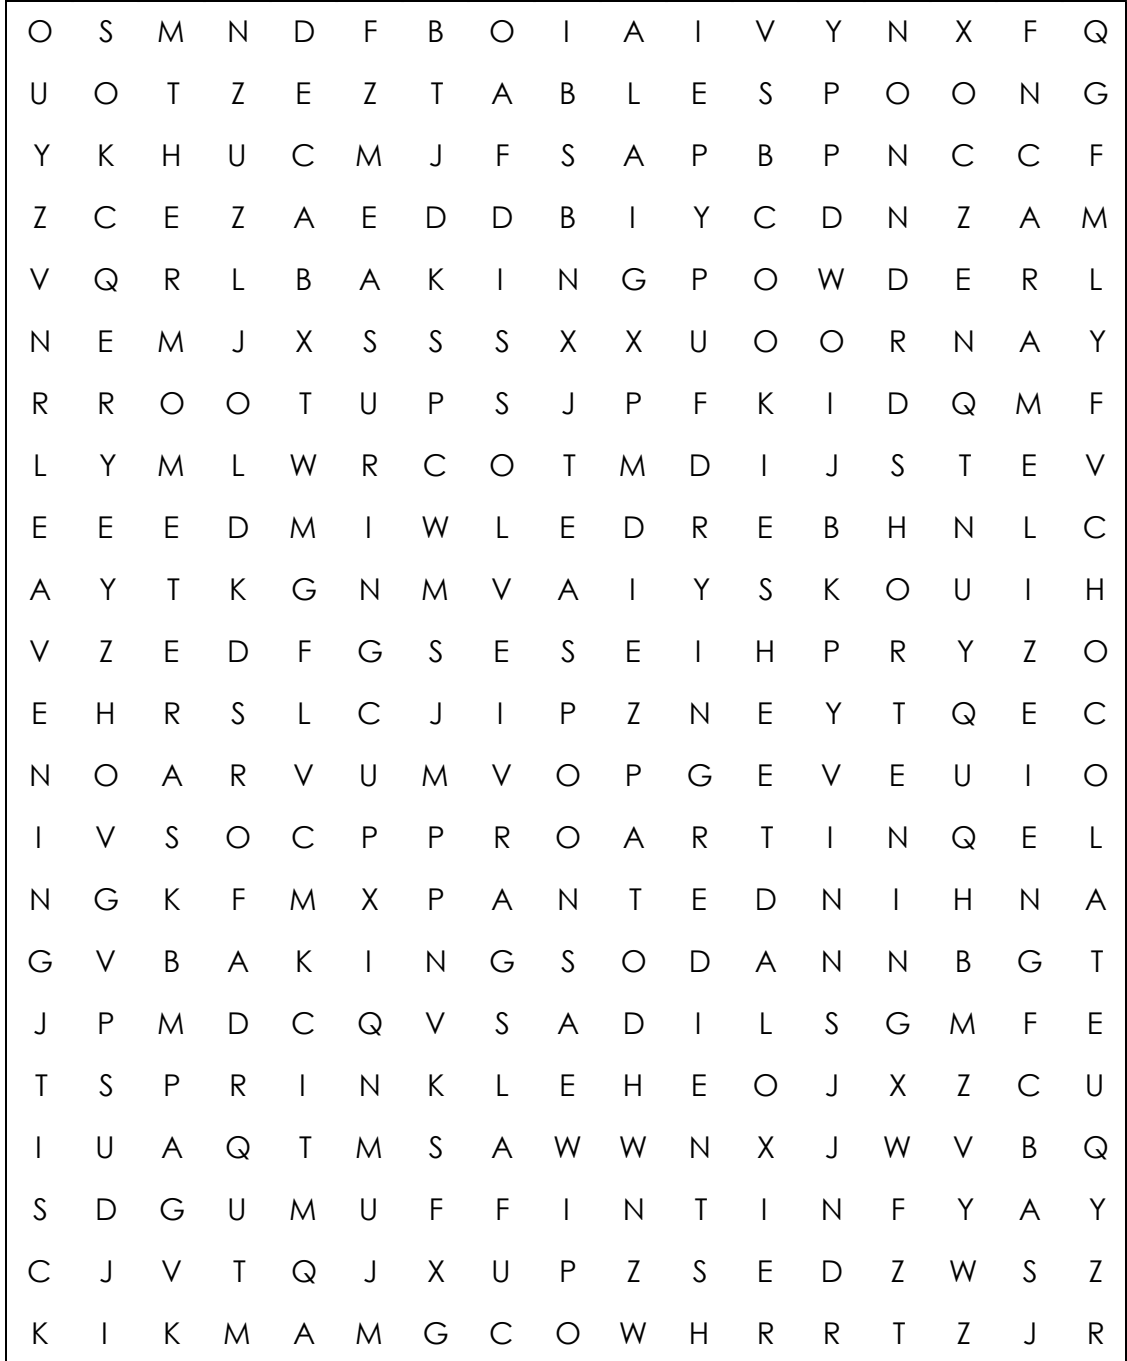 O S M N D F B O I A I V Y N X F Q
U O T Z E Z T A B L E S P O O N G
Y K H U C M J F S A P B P N C C F
Z C E Z A E D D B I Y C D N Z A M
V Q R L B A K I N G P O W D E R L
N E M J X S S S X X U O O R N A Y
R R O O T U P S J P F K I D Q M F
L Y M L W R C O T M D I J S T E V
E E E D M I W L E D R E B H N L C
A Y T K G N M V A I Y S K O U I H
V Z E D F G S E S E I H P R Y Z O
E H R S L C J I P Z N E Y T Q E C
N O A R V U M V O P G E V E U I O
I V S O C P P R O A R T I N Q E L
N G K F M X P A N T E D N I H N A
G V B A K I N G S O D A N N B G T
J P M D C Q V S A D I L S G M F E
T S P R I N K L E H E O J X Z C U
I U A Q T M S A W W N X J W V B Q
S D G U M U F F I N T I N F Y A Y
C J V T Q J X U P Z S E D Z W S Z
K I K M A M G C O W H R R T Z J R